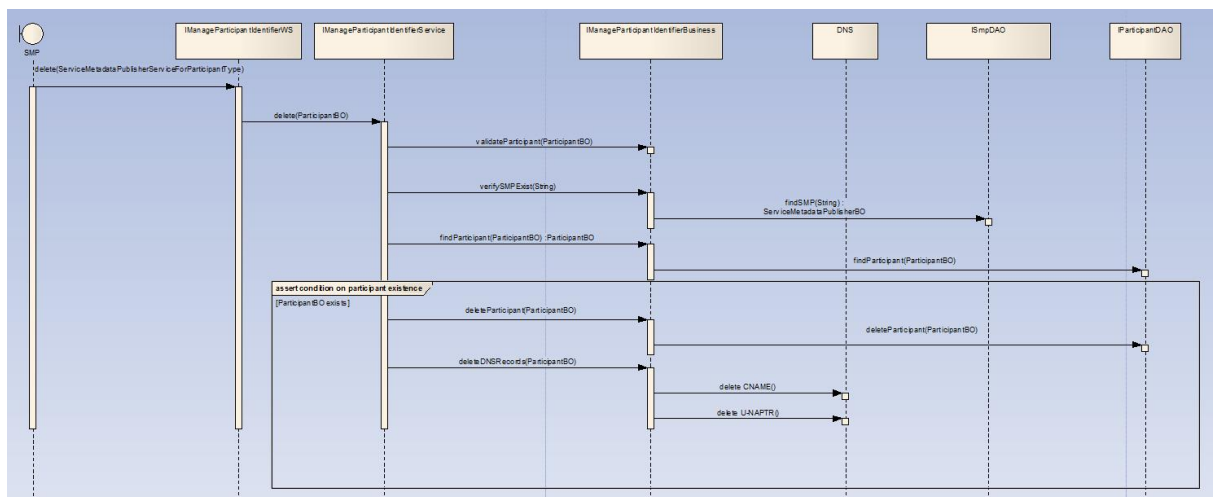 IManageParticipantIdentifierWS
IManageParticipantIdentifierService
IManageParticipantIdentifierBusiness
DNS
ISmpDAO
IParticipantDAO
SMP
delete(ServiceMetadataPublisherServiceForParticipantType)
delete(ParticipantBO)
validateParticipant(ParticipantBO)
verifySMPExist(String)
findSMP(String) :
ServiceMetadataPublisherBO
findParticipant(ParticipantBO) :ParticipantBO
findParticipant(ParticipantBO)
assert condition on participant existence
[ParticipantBO exists]
deleteParticipant(ParticipantBO)
deleteParticipant(ParticipantBO)
deleteDNSRecords(ParticipantBO)
delete CNAME()
delete U-NAPTR()